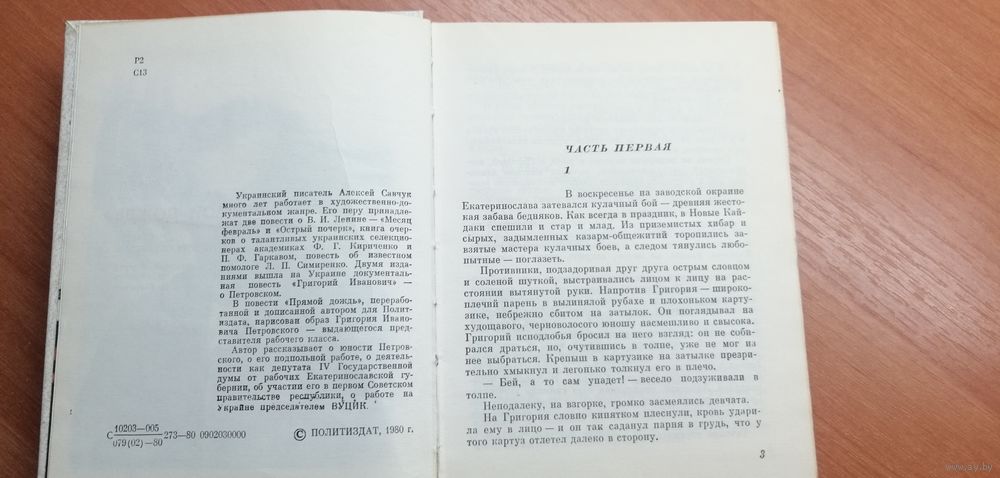 Р2
С13
Украинский писатель Алексей Савчук
много лет работает в художественно-до-
кументальном жанре. Его перу принадле-
жат две повести о В. И. Ленине — «Месяц
февраль» и «Острый почерк», книга очер-
ков о талантливых украинских селекцио-
нерах академиках Ф. Г. Кириченко и
П. Ф. Гаркавом, повесть об известном
помологе Л. П. Симиренко. Двумя изда-
ниями вышла на Украине документаль-
ная повесть «Григорий Иванович» —
о Петровском.
В повести «Прямой дождь», перерабо-
танной и дописанной автором для Полит-
издата, нарисован образ Григория Ивано-
вича Петровского — выдающегося пред-
ставителя рабочего класса.
Автор рассказывает о юности Петров-
ского, о его подпольной работе, о деятель-
ности как депутата IV Государственной
думы от рабочих Екатеринославской гу-
бернии, об участии его в первом Советском
правительстве республики, о работе на
Украине председателем ВУЦИК.
С 10203—005
079(02)—80 273—80 0902030000
© ПОЛИТИЗДАТ, 1980 г.
ЧАСТЬ ПЕРВАЯ
1
В воскресенье на заводской окраине
Екатеринослава затевался кулачный бой — древняя жесто-
кая забава бедняков. Как всегда в праздник, в Новые Кай-
даки спешили и стар и млад. Из приземистых хибар и
сырых, задымленных казарм-общежитий торопились за-
взятые мастера кулачных боев, а следом тянулись любо-
пытные — поглазеть.
Противники, подзадоривая друг друга острым словцом
и соленой шуткой, выстраивались лицом к лицу на рас-
стоянии вытянутой руки. Напротив Григория — широко-
плечий парень в вылинялой рубахе и плохоньком карту-
зике, небрежно сбитом на затылок. Он поглядывал на
худощавого, черноволосого юношу насмешливо и свысока.
Григорий исподлобья бросил на него взгляд: он не соби-
рался драться, но, очутившись в толпе, уже не мог из
нее выбраться. Крепыш в картузике на затылке презри-
тельно хмыкнул и легонько толкнул его в плечо.
— Бей, а то сам упадет! — весело подзуживали в
толпе.
Неподалеку, на взгорке, громко засмеялись девчата.
На Григория словно кипятком плеснули, кровь удари-
ла ему в лицо — и он так саданул парня в грудь, что у
того картуз отлетел далеко в сторону.
3
www.ay.by